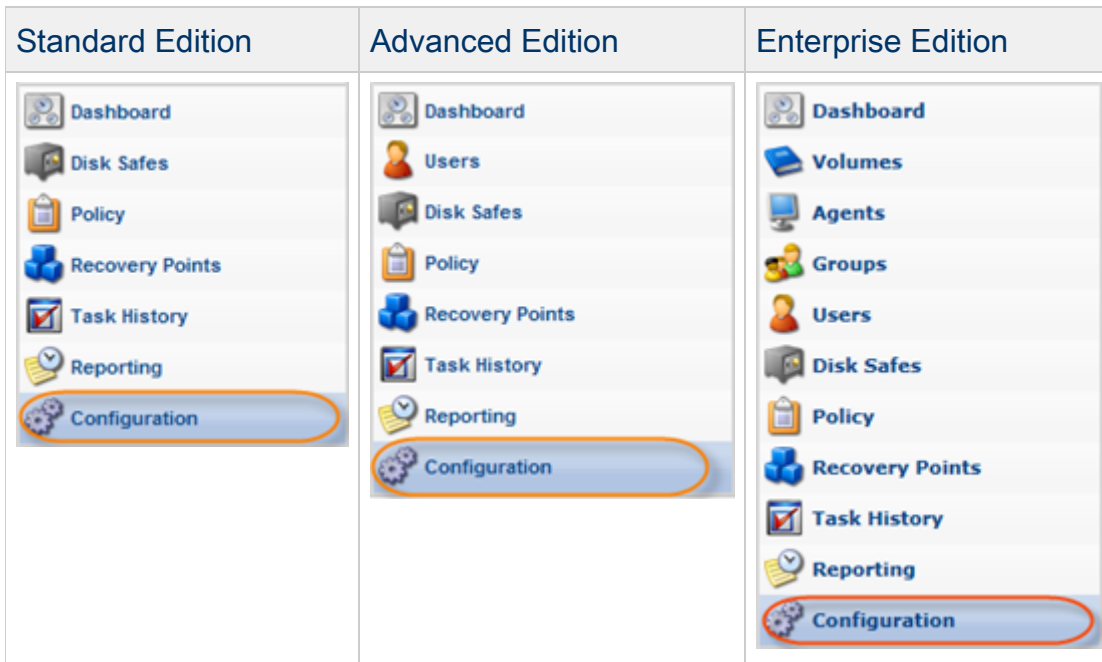 Standard Edition
Advanced Edition
Enterprise Edition
Dashboard
Disk Safes
Policy
Recovery Points
Task History
Reporting
Configuration
Dashboard
Users
Disk Safes
Policy
Recovery Points
Task History
Reporting
Configuration
Dashboard
Volumes
Agents
Groups
Users
Disk Safes
Policy
Recovery Points
Task History
Reporting
Configuration